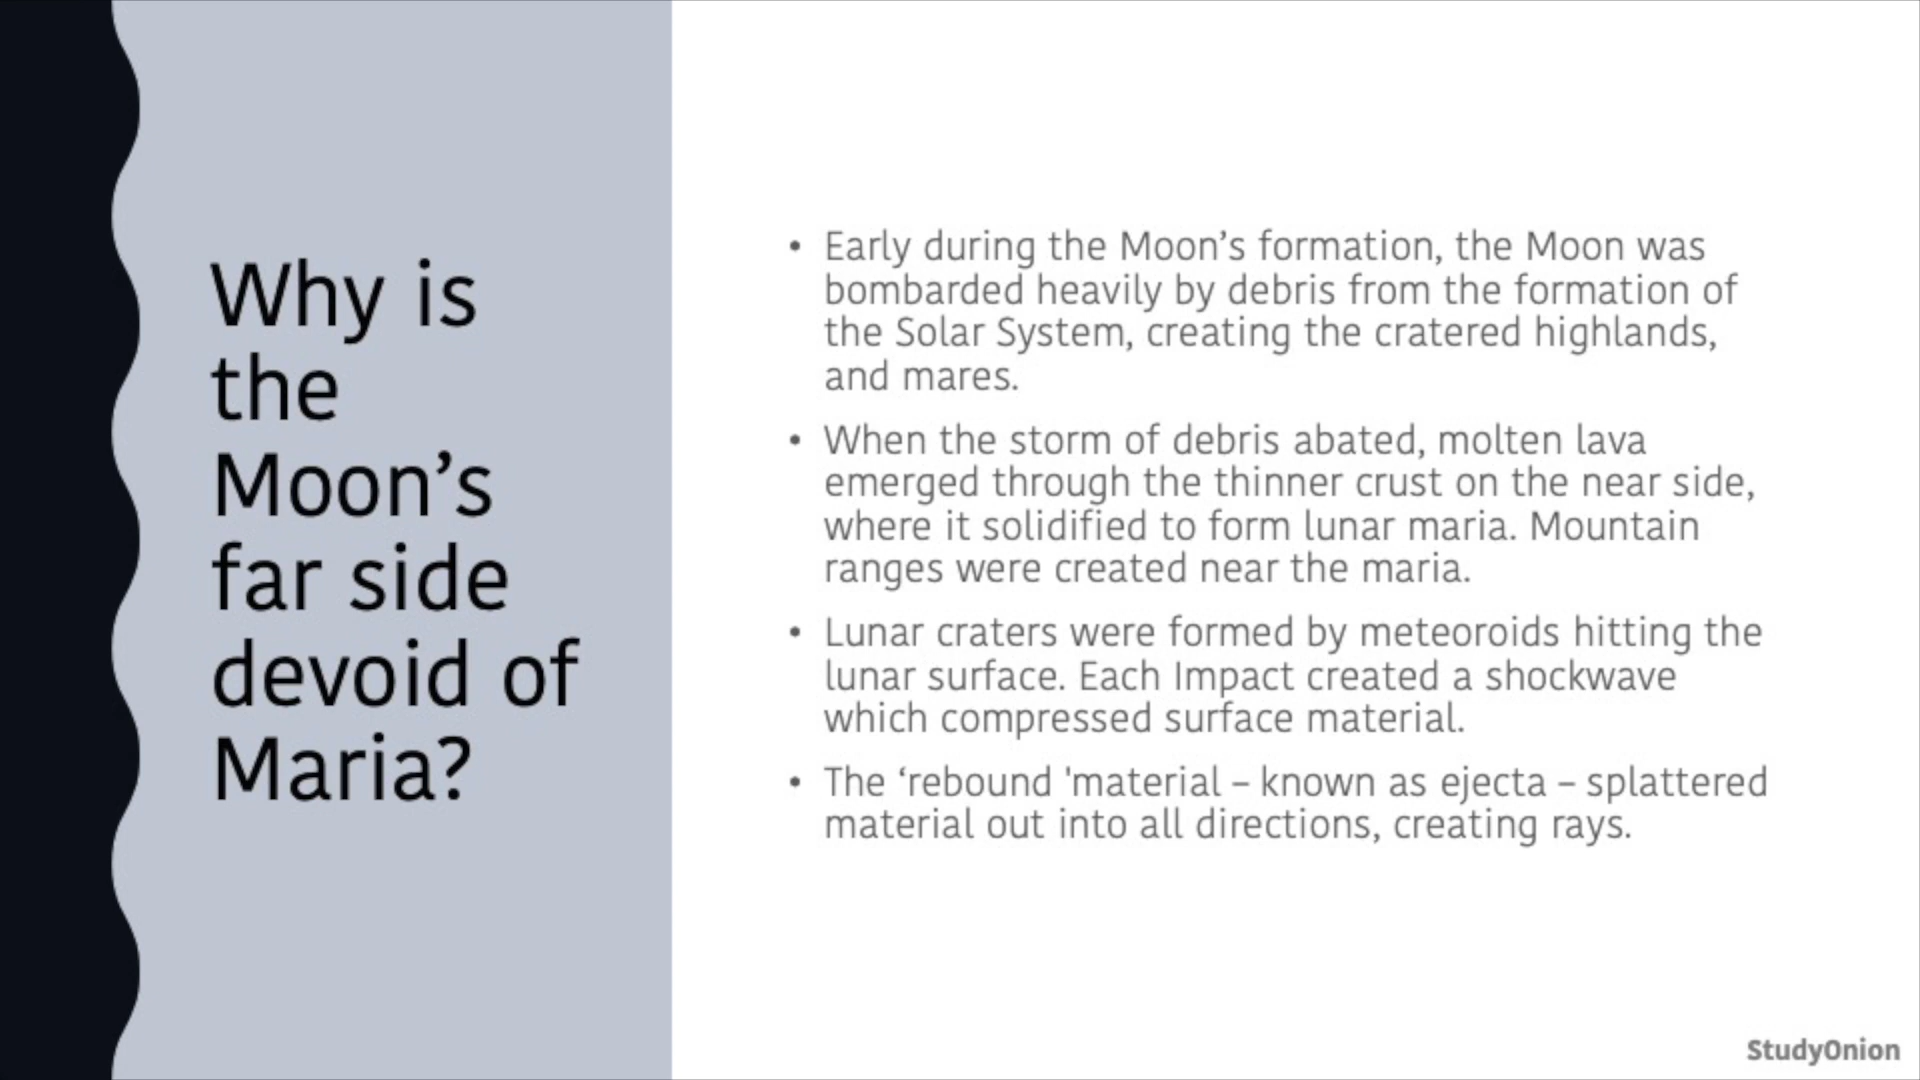 Why is
the
Moon’s
far side
devoid of
Maria?
• Early during the Moon’s formation, the Moon was
bombarded heavily by debris from the formation of
the Solar System, creating the cratered highlands,
and mares.
• When the storm of debris abated, molten lava
emerged through the thinner crust on the near side,
where it solidified to form lunar maria. Mountain
ranges were created near the maria.
• Lunar craters were formed by meteoroids hitting the
lunar surface. Each Impact created a shockwave
which compressed surface material.
• The ‘rebound 'material – known as ejecta – splattered
material out into all directions, creating rays.
StudyOnion